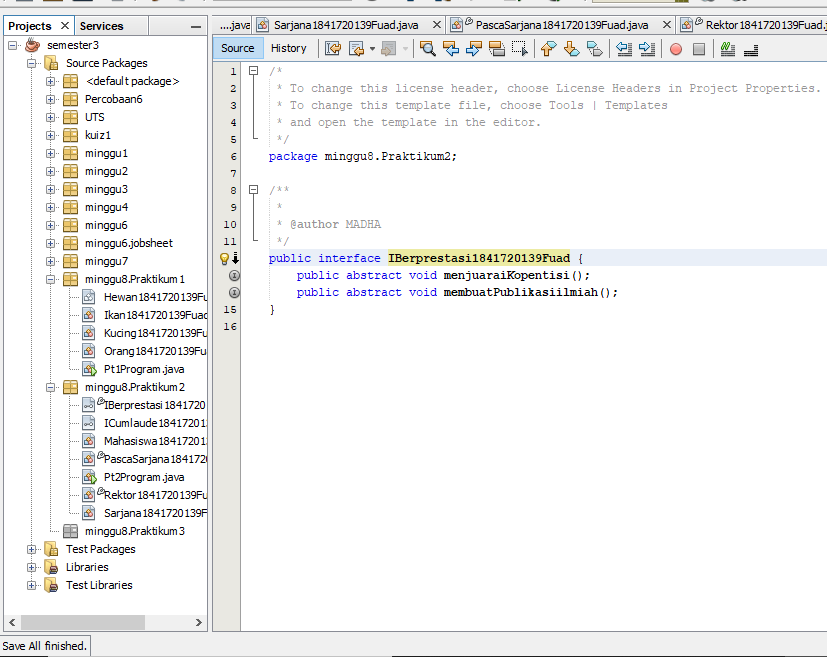 Projects
Services
semester3
Source Packages
<default package>
Percobaan6
UTS
kuiz1
minggu1
minggu2
minggu3
minggu4
minggu6
minggu6.jobsheet
minggu7
minggu8.Praktikum1
Hewan1841720139Fu
Ikan1841720139Fuad
Kucing1841720139Fu
Orang1841720139Fua
Pt1Program.java
minggu8.Praktikum2
IBerprestasi1841720
ICumlaude18417201
Mahasiswa184172013
PascaSarjana184172
Pt2Program.java
Rektor1841720139Fu
Sarjana1841720139F
minggu8.Praktikum3
Test Packages
Libraries
Test Libraries
Save All finished.
....java
Sarjana1841720139Fuad.java
PascaSarjana1841720139Fuad.java
Rektor1841720139Fuad.j
Source
History
1 /*
2 * To change this license header, choose License Headers in Project Properties.
3 * To change this template file, choose Tools | Templates
4 * and open the template in the editor.
5 */
6 package minggu8.Praktikum2;
7
8 /**
9 *
10 * @author MADHA
11 */
public interface IBerprestasi1841720139Fuad {
public abstract void menjuaraiKopentisi();
public abstract void membuatPublikasiilmiah();
15 }
16